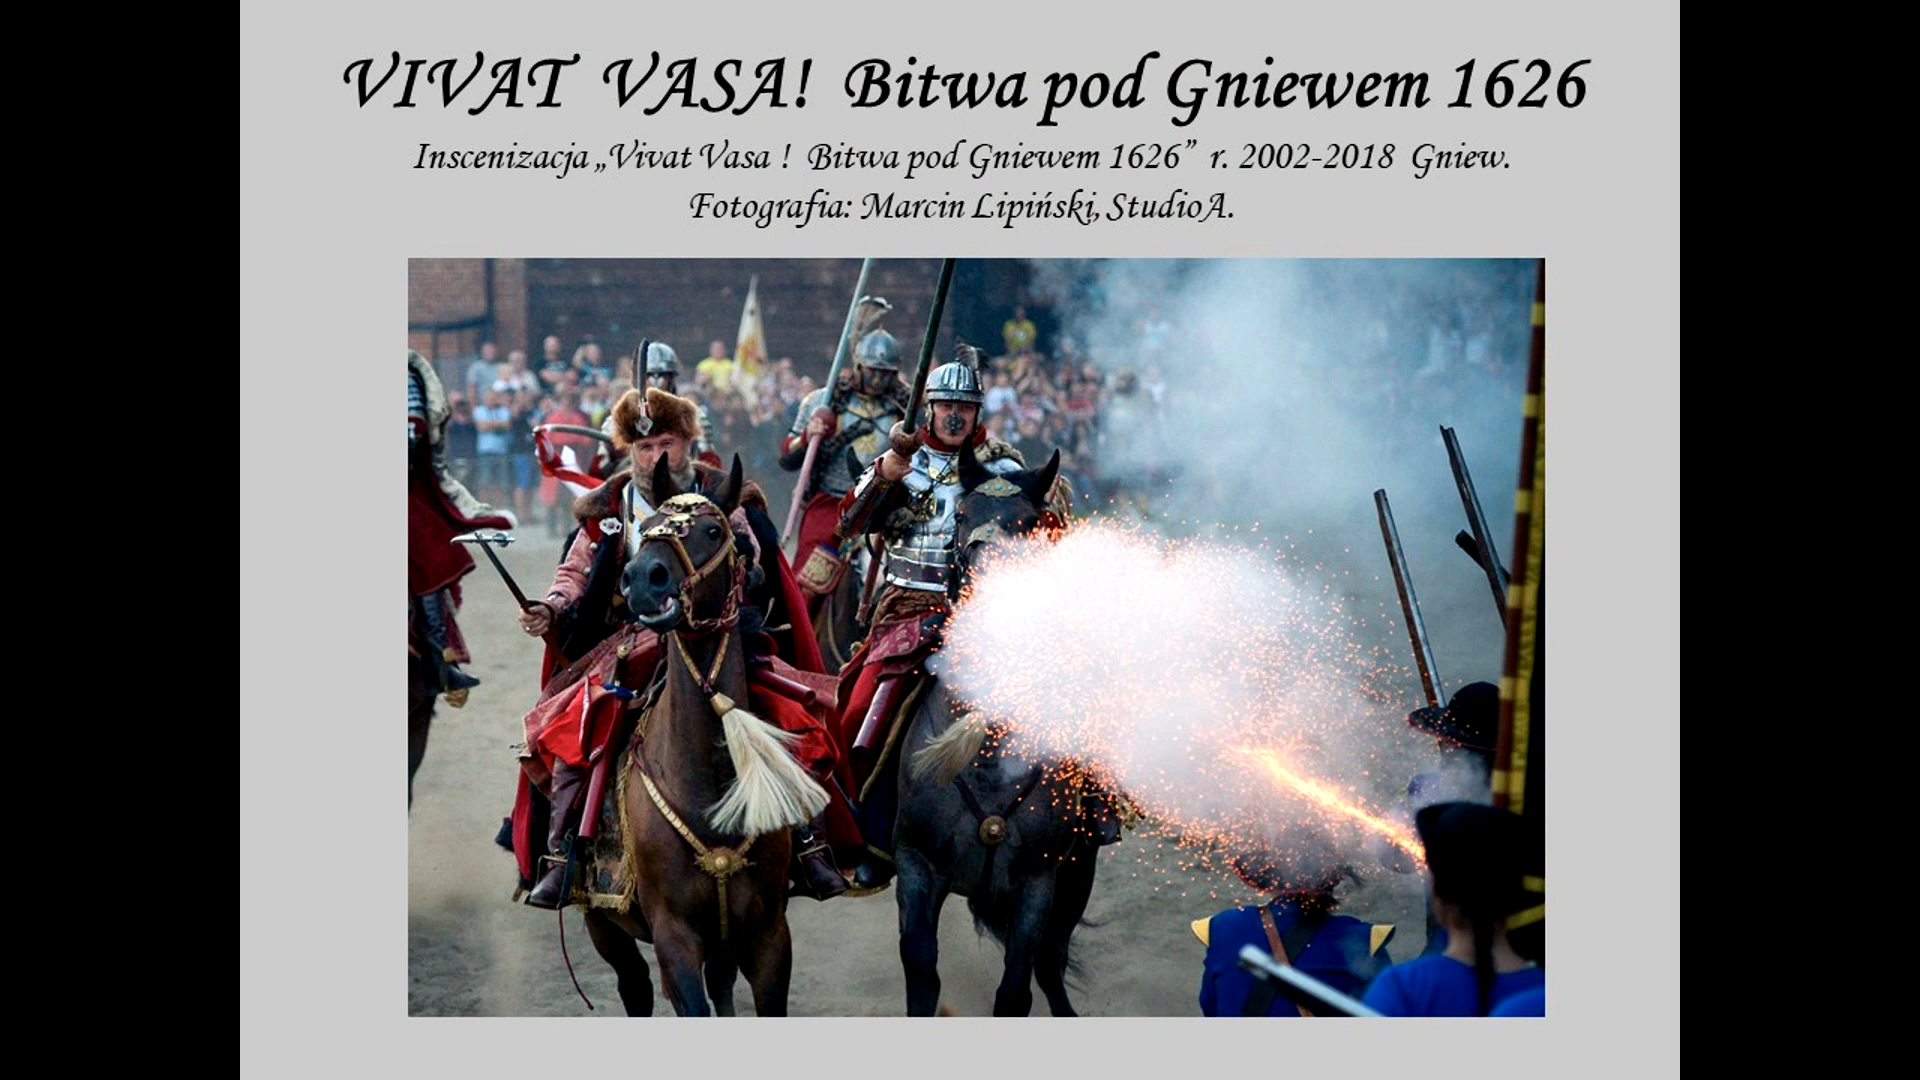 VIVAT VASA! Bitwa pod Gniewem 1626
Inscenizacja „Vivat Vasa ! Bitwa pod Gniewem 1626” r. 2002-2018 Gniew.
Fotografia: Marcin Lipiński, StudioA.